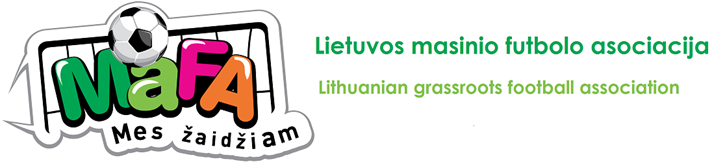 MaFA
Mes žaidžiam
Lietuvos masinio futbolo asociacija
Lithuanian grassroots football association